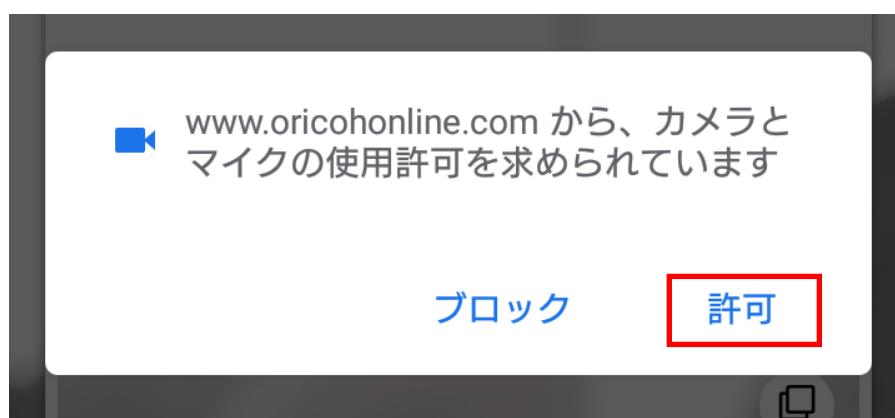 www.oricohonline.com から、カメラと
マイクの使用許可を求められています
ブロック 許可